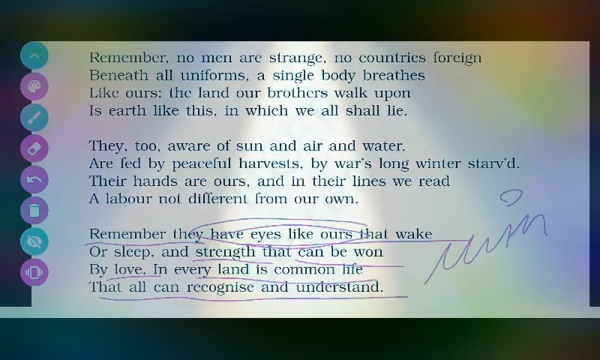 Remember, no men are strange, no countries foreign
Beneath all uniforms, a single body breathes
Like ours: the land our brothers walk upon
Is earth like this, in which we all shall lie.
They, too, aware of sun and air and water,
Are fed by peaceful harvests, by war's long winter starv'd.
Their hands are ours, and in their lines we read
A labour not different from our own.
Remember they have eyes like ours that wake
Or sleep, and strength that can be won
By love. In every land is common life
That all can recognise and understand.